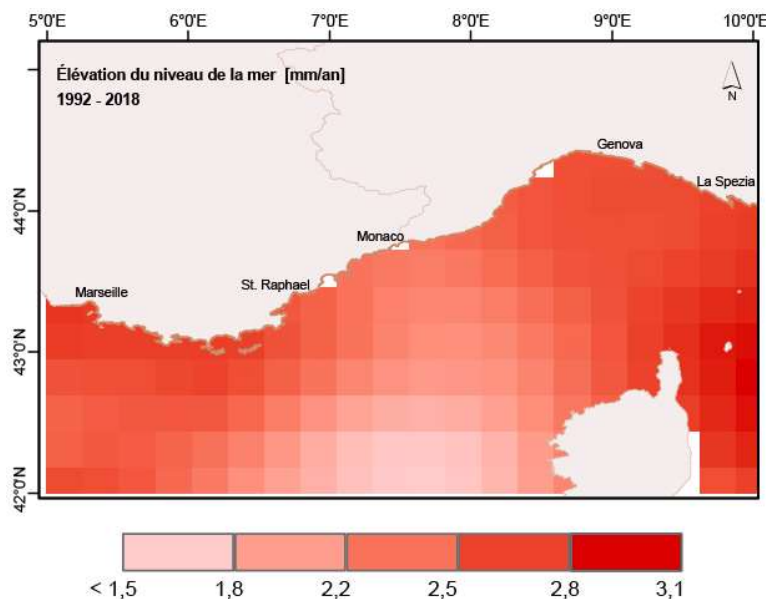 5°0'E 6°0'E 7°0'E 8°0'E 9°0'E 10°0'E
Élévation du niveau de la mer [mm/an]
1992 - 2018
N
Genova
La Spezia
44°0'N
Monaco
St. Raphael
Marseille
43°0'N
42°0'N
< 1,5 1,8 2,2 2,5 2,8 3,1